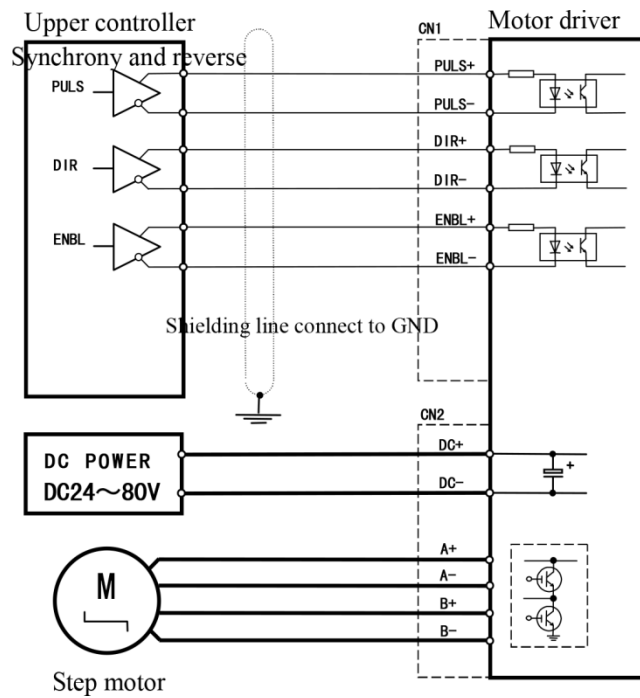 Upper controller
Motor driver
CN1
Synchrony and reverse
PULS
PULS+
PULS-
DIR
DIR+
DIR-
ENBL
ENBL+
ENBL-
Shielding line connect to GND
CN2
DC POWER
DC24～80V
DC+
DC-
+
M
A+
A-
B+
B-
Step motor